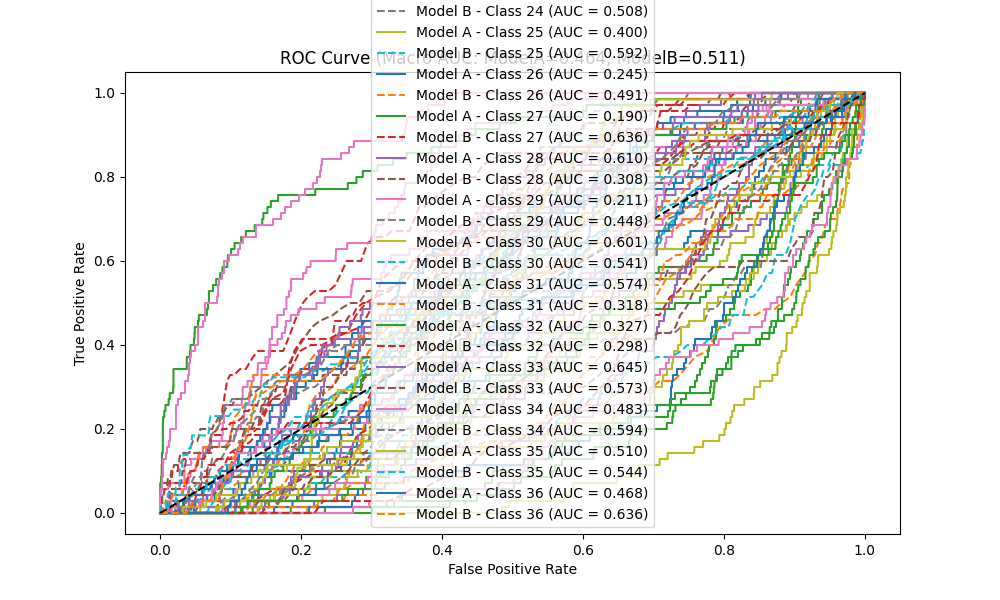 Model B - Class 24 (AUC = 0.508)
Model A - Class 25 (AUC = 0.400)
Model B - Class 25 (AUC = 0.592)
ROC Curve (Macro AUC: ModelA=0.464, ModelB=0.511)
Model A - Class 26 (AUC = 0.245)
Model B - Class 26 (AUC = 0.491)
Model A - Class 27 (AUC = 0.190)
Model B - Class 27 (AUC = 0.636)
Model A - Class 28 (AUC = 0.610)
Model B - Class 28 (AUC = 0.308)
Model A - Class 29 (AUC = 0.211)
Model B - Class 29 (AUC = 0.448)
Model A - Class 30 (AUC = 0.601)
Model B - Class 30 (AUC = 0.541)
Model A - Class 31 (AUC = 0.574)
Model B - Class 31 (AUC = 0.318)
Model A - Class 32 (AUC = 0.327)
Model B - Class 32 (AUC = 0.298)
Model A - Class 33 (AUC = 0.645)
Model B - Class 33 (AUC = 0.573)
Model A - Class 34 (AUC = 0.483)
Model B - Class 34 (AUC = 0.594)
Model A - Class 35 (AUC = 0.510)
Model B - Class 35 (AUC = 0.544)
Model A - Class 36 (AUC = 0.468)
Model B - Class 36 (AUC = 0.636)
True Positive Rate
1.0
0.8
0.6
0.4
0.2
0.0
0.0 0.2 0.4 0.6 0.8 1.0
False Positive Rate